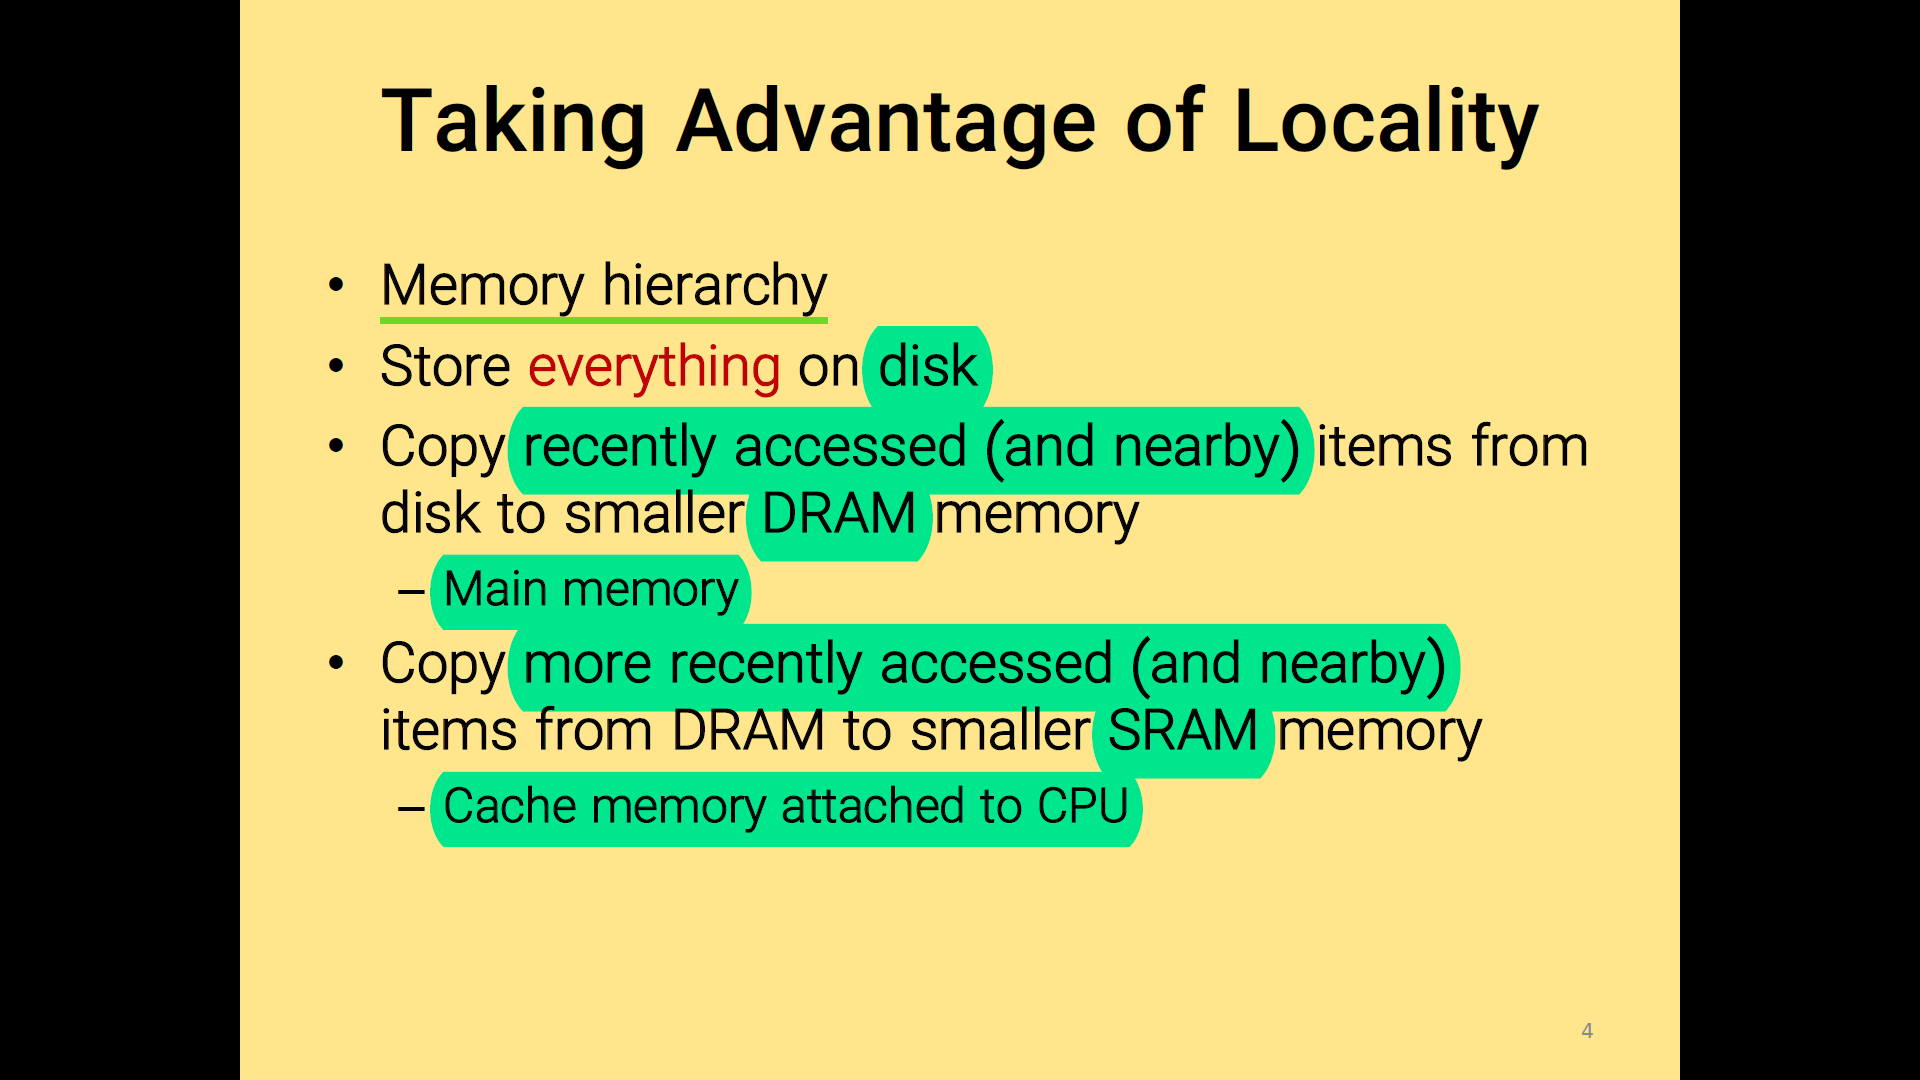 Taking Advantage of Locality
• Memory hierarchy
• Store everything on disk
• Copy recently accessed (and nearby) items from
disk to smaller DRAM memory
– Main memory
• Copy more recently accessed (and nearby)
items from DRAM to smaller SRAM memory
– Cache memory attached to CPU
4